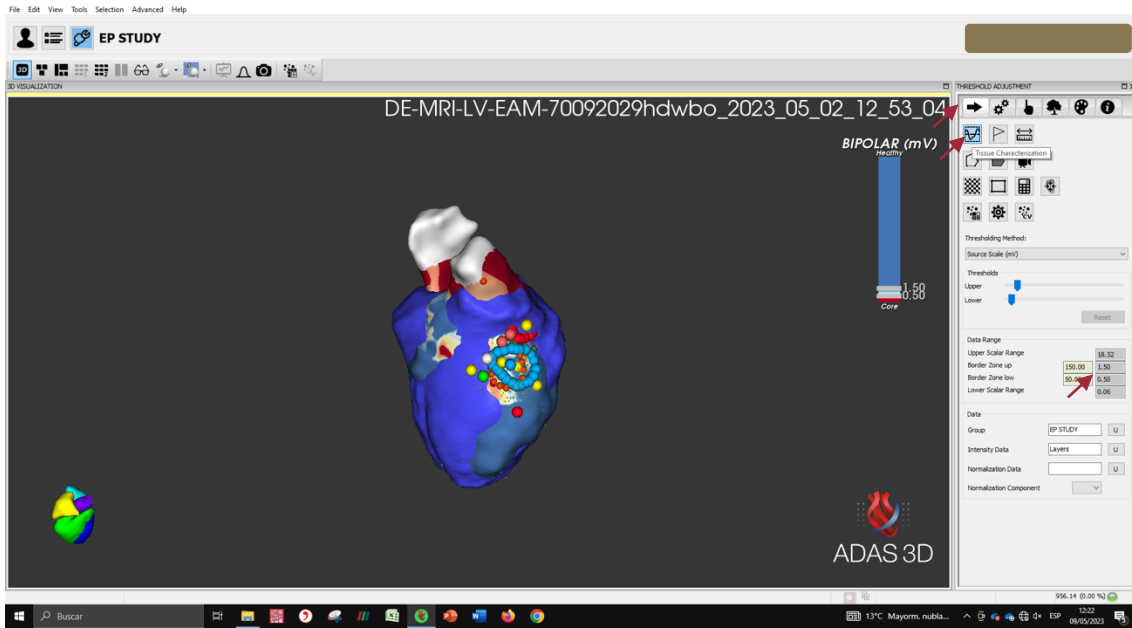 File Edit View Tools Selection Advanced Help
EP STUDY
3D
3D VISUALIZATION
THRESHOLD ADJUSTMENT
DE-MRI-LV-EAM-70092029hdwbo_2023_05_02_12_53_04
BIPOLAR (mV)
Healthy
1.50
0.50
Core
Tissue Characterization
CV
Thresholding Method:
Source Scale (mV)
Thresholds
Upper
Lower
Reset
Data Range
Upper Scalar Range 18.32
Border Zone up 150.00 1.50
Border Zone low 0.50
Lower Scalar Range 0.06
Data
Group EP STUDY U
Intensity Data Layers U
Normalization Data U
Normalization Component
ADAS 3D
956.14 (0.00 %)
Buscar
13°C Mayorm. nubla... ESP
12:22
09/05/2023